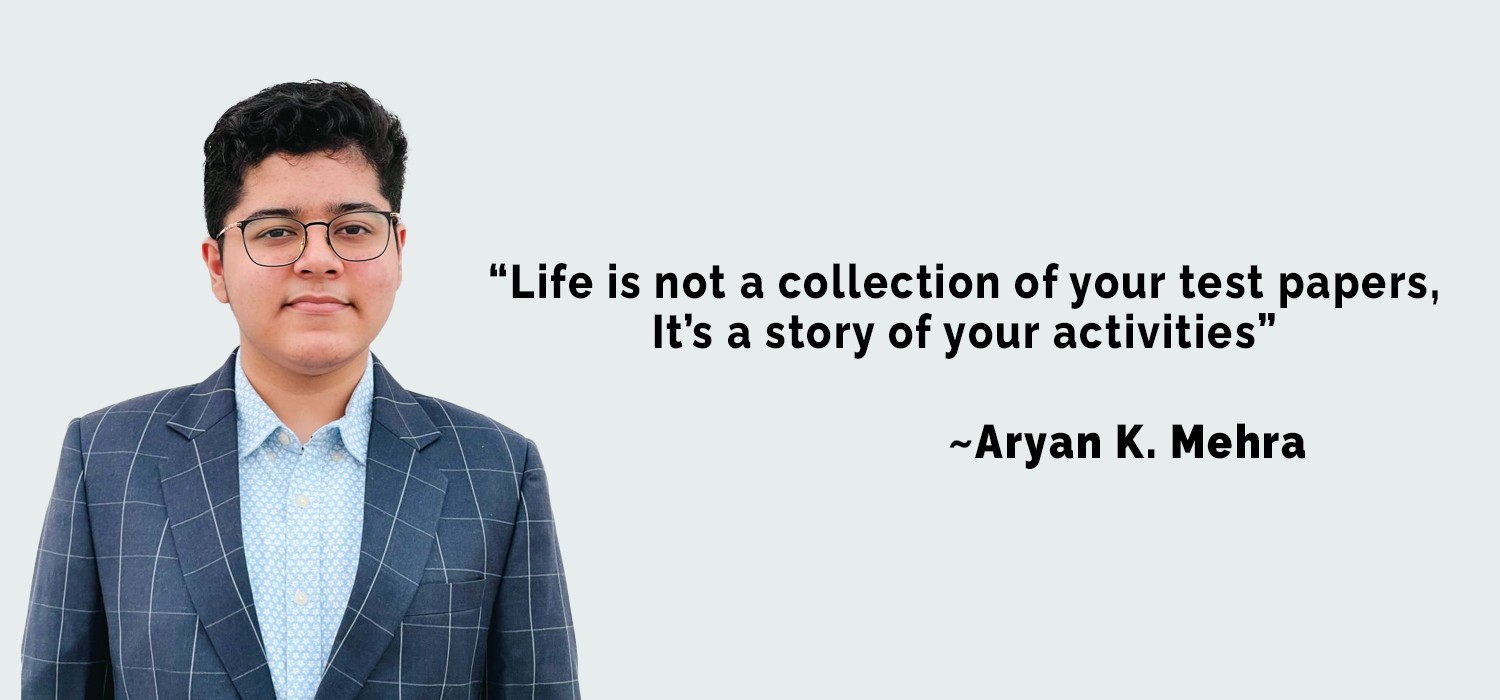 “Life is not a collection of your test papers,
It’s a story of your activities”
~Aryan K. Mehra